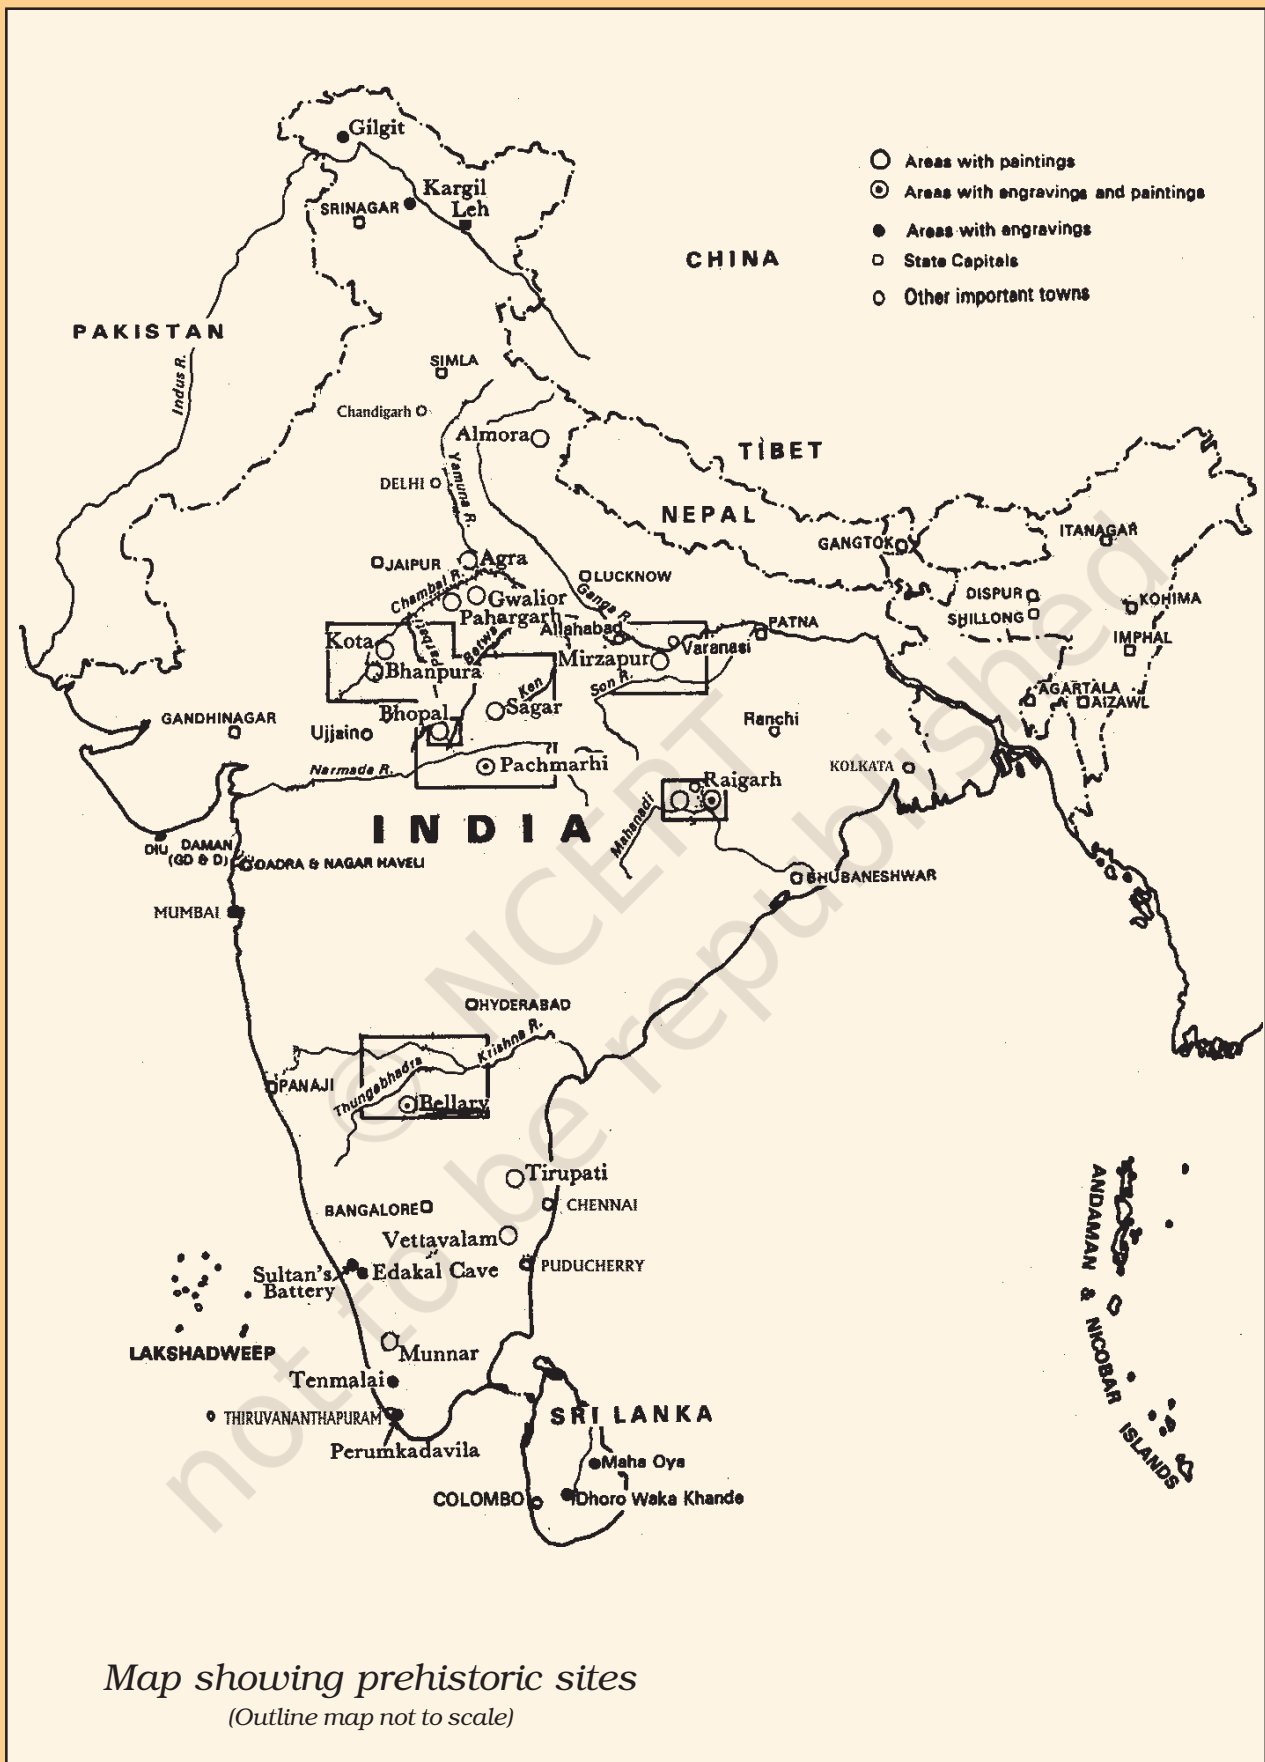 Gilgit
Kargil
Leh
SRINAGAR
Areas with paintings
Areas with engravings and paintings
Areas with engravings
State Capitals
Other important towns
CHINA
PAKISTAN
Indus R.
SIMLA
Chandigarh
Almora
TIBET
DELHI
Yamuna R.
NEPAL
GANGTOK
ITANAGAR
JAIPUR
Agra
LUCKNOW
Chambal R.
Ganga R.
Gwalior
Pahargarh
DISPUR
KOHIMA
SHILLONG
Allahabad
PATNA
IMPHAL
Kota
Parbati
Betwa
Varanasi
Mirzapur
Bhanpura
Son R.
Ken
AGARTALA
AIZAWL
Sagar
Bhopal
GANDHINAGAR
Ujjain
Ranchi
Narmada R.
Pachmarhi
KOLKATA
Raigarh
Mahanadi
INDIA
DIU
DAMAN
(GD & D)
DADRA & NAGAR HAVELI
BHUBANESHWAR
MUMBAI
HYDERABAD
Krishna R.
PANAJI
Thungabhadra
Bellary
Tirupati
BANGALORE
CHENNAI
Vettavalam
PUDUCHERRY
Sultan's
Battery
Edakal Cave
ANDAMAN & NICOBAR ISLANDS
LAKSHADWEEP
Munnar
Tenmalai
THIRUVANANTHAPURAM
SRI LANKA
Perumkadavila
Maha Oya
COLOMBO
Dhoro Waka Khande
© NCERT
not to be republished
Map showing prehistoric sites
(Outline map not to scale)